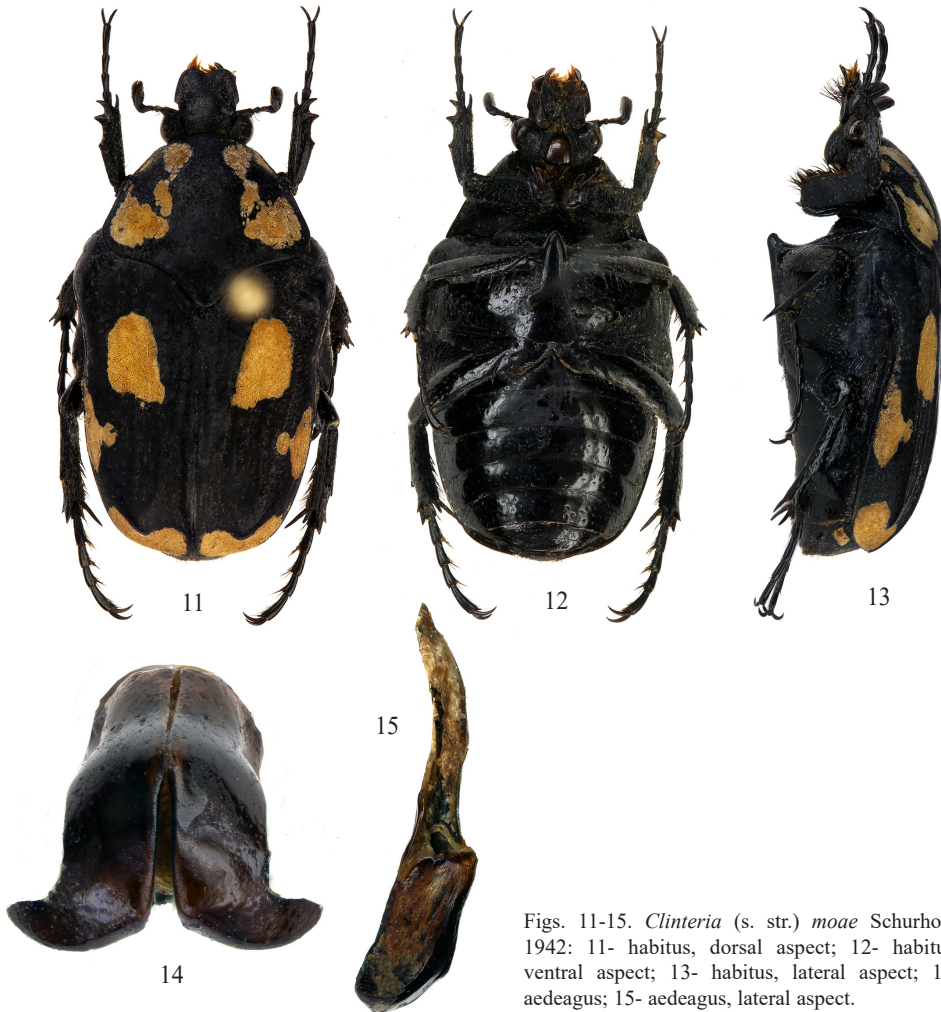 11
12
13
14
15
Figs. 11-15. Clinteria (s. str.) moae Schurho
1942: 11- habitus, dorsal aspect; 12- habitu
ventral aspect; 13- habitus, lateral aspect; 1
aedeagus; 15- aedeagus, lateral aspect.